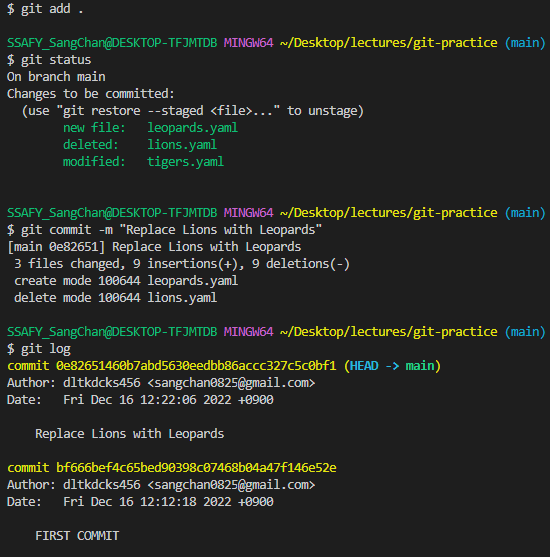 $ git add .
SSAFY_SangChan@DESKTOP-TFJMTDB MINGW64 ~/Desktop/lectures/git-practice (main)
$ git status
On branch main
Changes to be committed:
  (use "git restore --staged <file>..." to unstage)
        new file:   leopards.yaml
        deleted:    lions.yaml
        modified:   tigers.yaml
SSAFY_SangChan@DESKTOP-TFJMTDB MINGW64 ~/Desktop/lectures/git-practice (main)
$ git commit -m "Replace Lions with Leopards"
[main 0e82651] Replace Lions with Leopards
 3 files changed, 9 insertions(+), 9 deletions(-)
 create mode 100644 leopards.yaml
 delete mode 100644 lions.yaml
SSAFY_SangChan@DESKTOP-TFJMTDB MINGW64 ~/Desktop/lectures/git-practice (main)
$ git log
commit 0e82651460b7abd5630eedbb86accc327c5c0bf1 (HEAD -> main)
Author: dltkdcks456 <sangchan0825@gmail.com>
Date:   Fri Dec 16 12:22:06 2022 +0900
    Replace Lions with Leopards
commit bf666bef4c65bed90398c07468b04a47f146e52e
Author: dltkdcks456 <sangchan0825@gmail.com>
Date:   Fri Dec 16 12:12:18 2022 +0900
    FIRST COMMIT